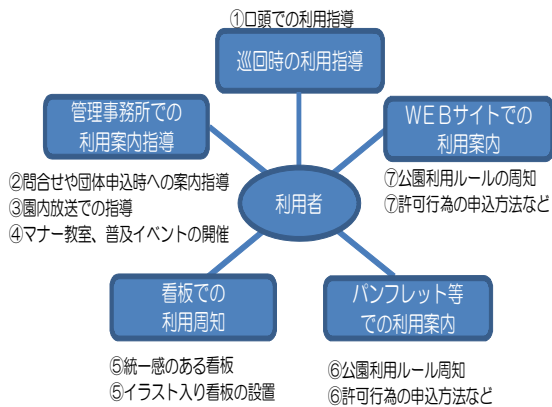 ①口頭での利用指導
巡回時の利用指導
管理事務所での
利用案内指導
WEBサイトでの
利用案内
②問合せや団体申込時への案内指導
③園内放送での指導
④マナー教室、普及イベントの開催
利用者
⑦公園利用ルールの周知
⑦許可行為の申込方法など
看板での
利用周知
パンフレット等
での利用案内
⑤統一感のある看板
⑤イラスト入り看板の設置
⑥公園利用ルール周知
⑥許可行為の申込方法など